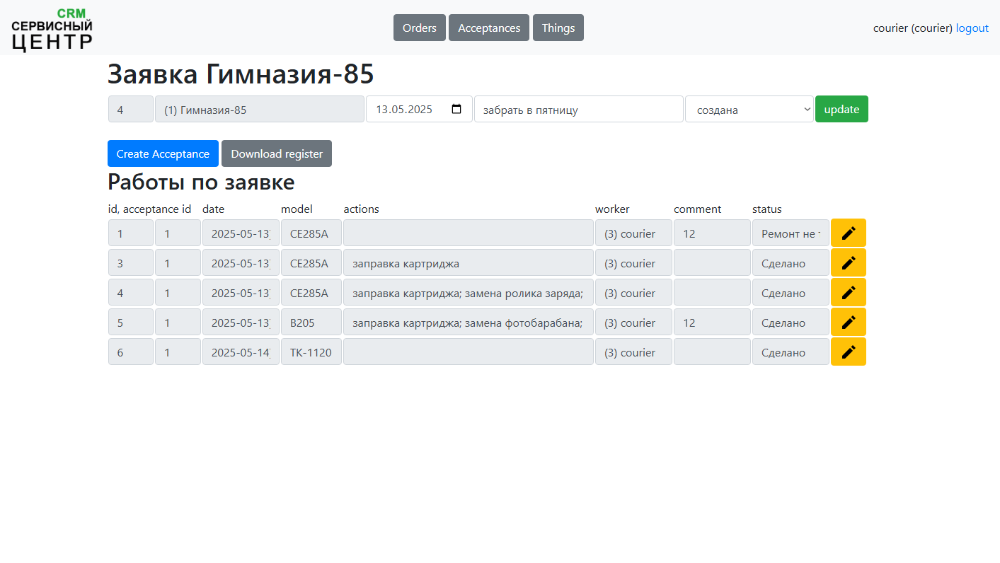 CRM
СЕРВИСНЫЙ
ЦЕНТР
Orders Acceptances Things
courier (courier) logout
Заявка Гимназия-85
4 (1) Гимназия-85 13.05.2025 забрать в пятницу создана update
Create Acceptance Download register
Работы по заявке
id, acceptance id date model actions worker comment status
1 1 2025-05-13 CE285A (3) courier 12 Ремонт не
3 1 2025-05-13 CE285A заправка картриджа (3) courier Сделано
4 1 2025-05-13 CE285A заправка картриджа; замена ролика заряда; (3) courier Сделано
5 1 2025-05-13 B205 заправка картриджа; замена фотобарабана; (3) courier 12 Сделано
6 1 2025-05-14 TK-1120 (3) courier Сделано